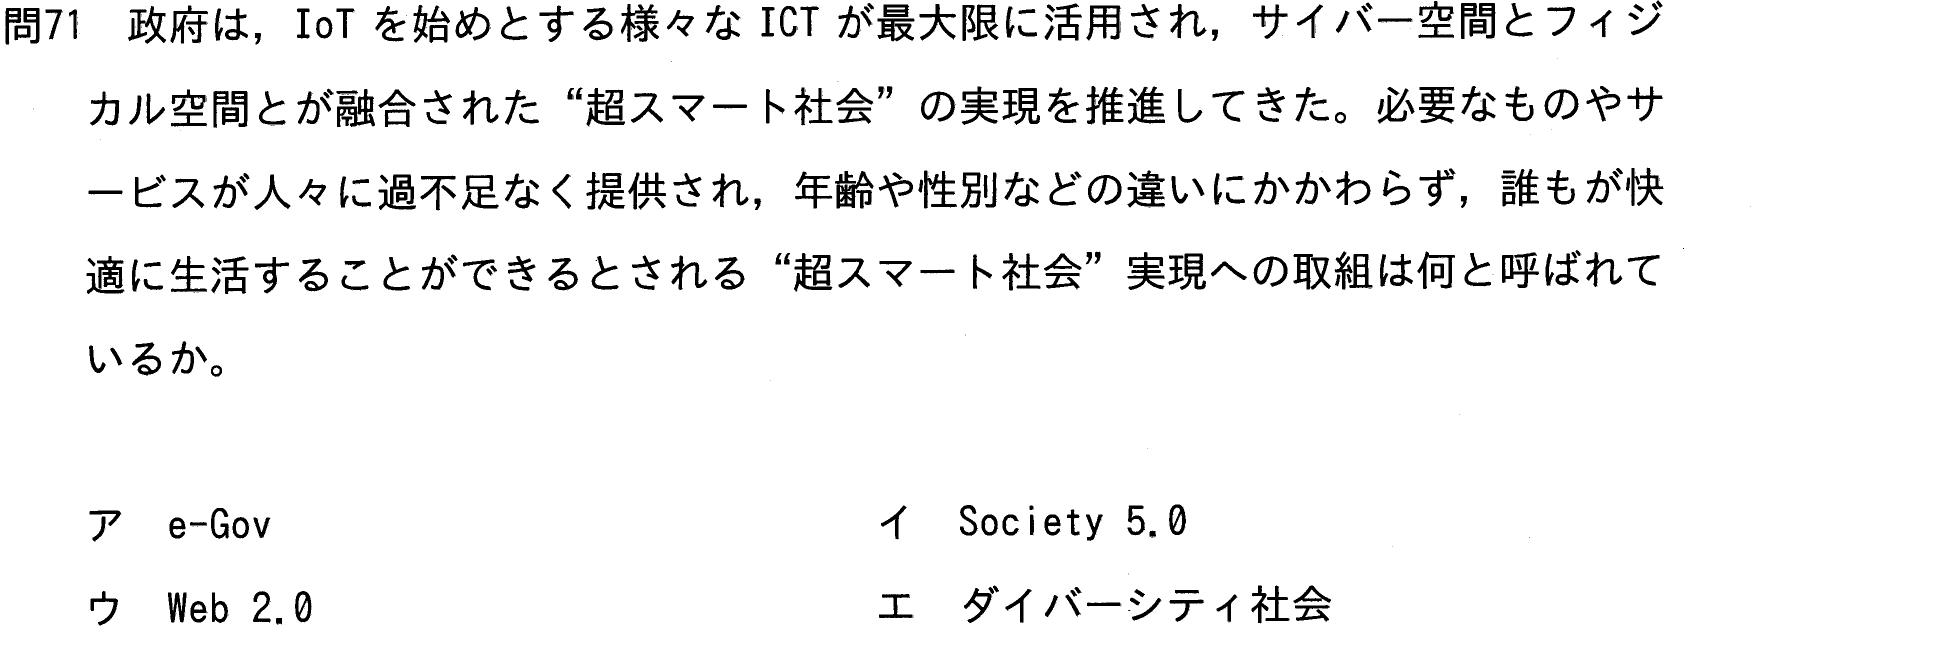 問71 政府は，IoT を始めとする様々な ICT が最大限に活用され，サイバー空間とフィジ
カル空間とが融合された“超スマート社会”の実現を推進してきた。必要なものやサ
ービスが人々に過不足なく提供され，年齢や性別などの違いにかかわらず，誰もが快
適に生活することができるとされる“超スマート社会”実現への取組は何と呼ばれて
いるか。
ア e-Gov
イ Society 5.0
ウ Web 2.0
エ ダイバーシティ社会